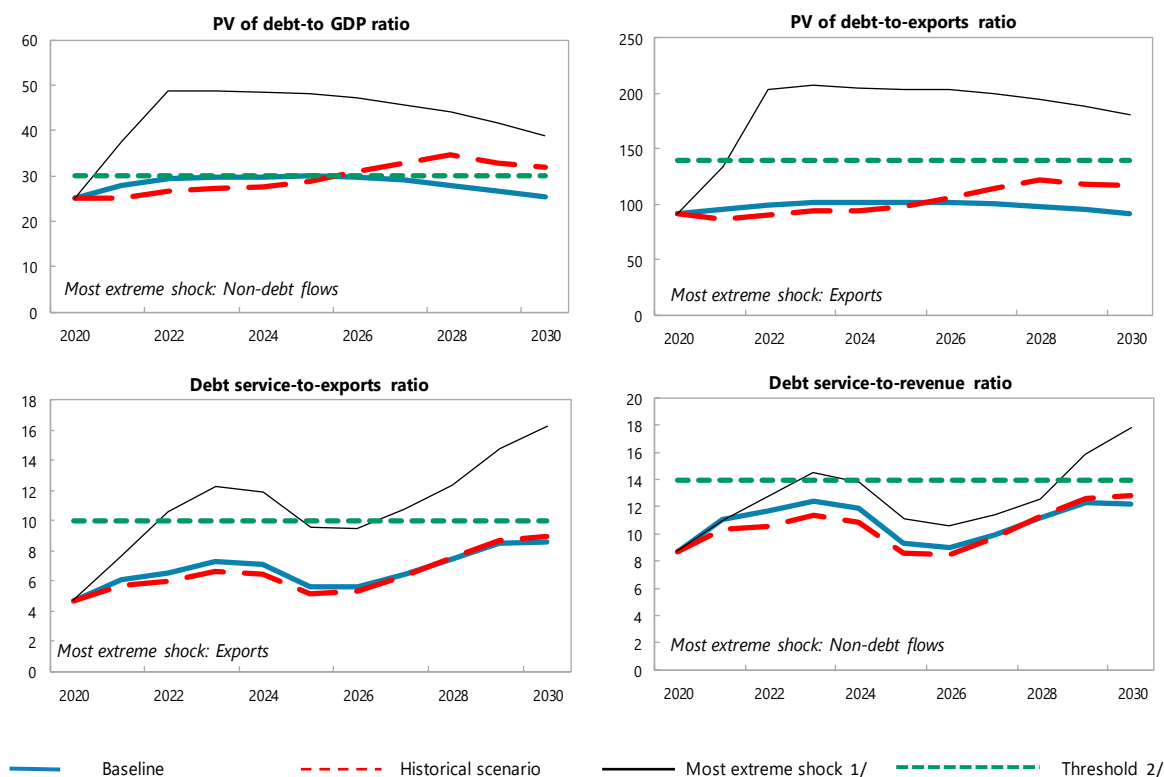 PV of debt-to GDP ratio
60
50
40
30
20
10
0
Most extreme shock: Non-debt flows
2020 2022 2024 2026 2028 2030
PV of debt-to-exports ratio
250
200
150
100
50
0
Most extreme shock: Exports
2020 2022 2024 2026 2028 2030
Debt service-to-exports ratio
18
16
14
12
10
8
6
4
2
0
Most extreme shock: Exports
2020 2022 2024 2026 2028 2030
Debt service-to-revenue ratio
20
18
16
14
12
10
8
6
4
2
0
Most extreme shock: Non-debt flows
2020 2022 2024 2026 2028 2030
Baseline Historical scenario Most extreme shock 1/ Threshold 2/